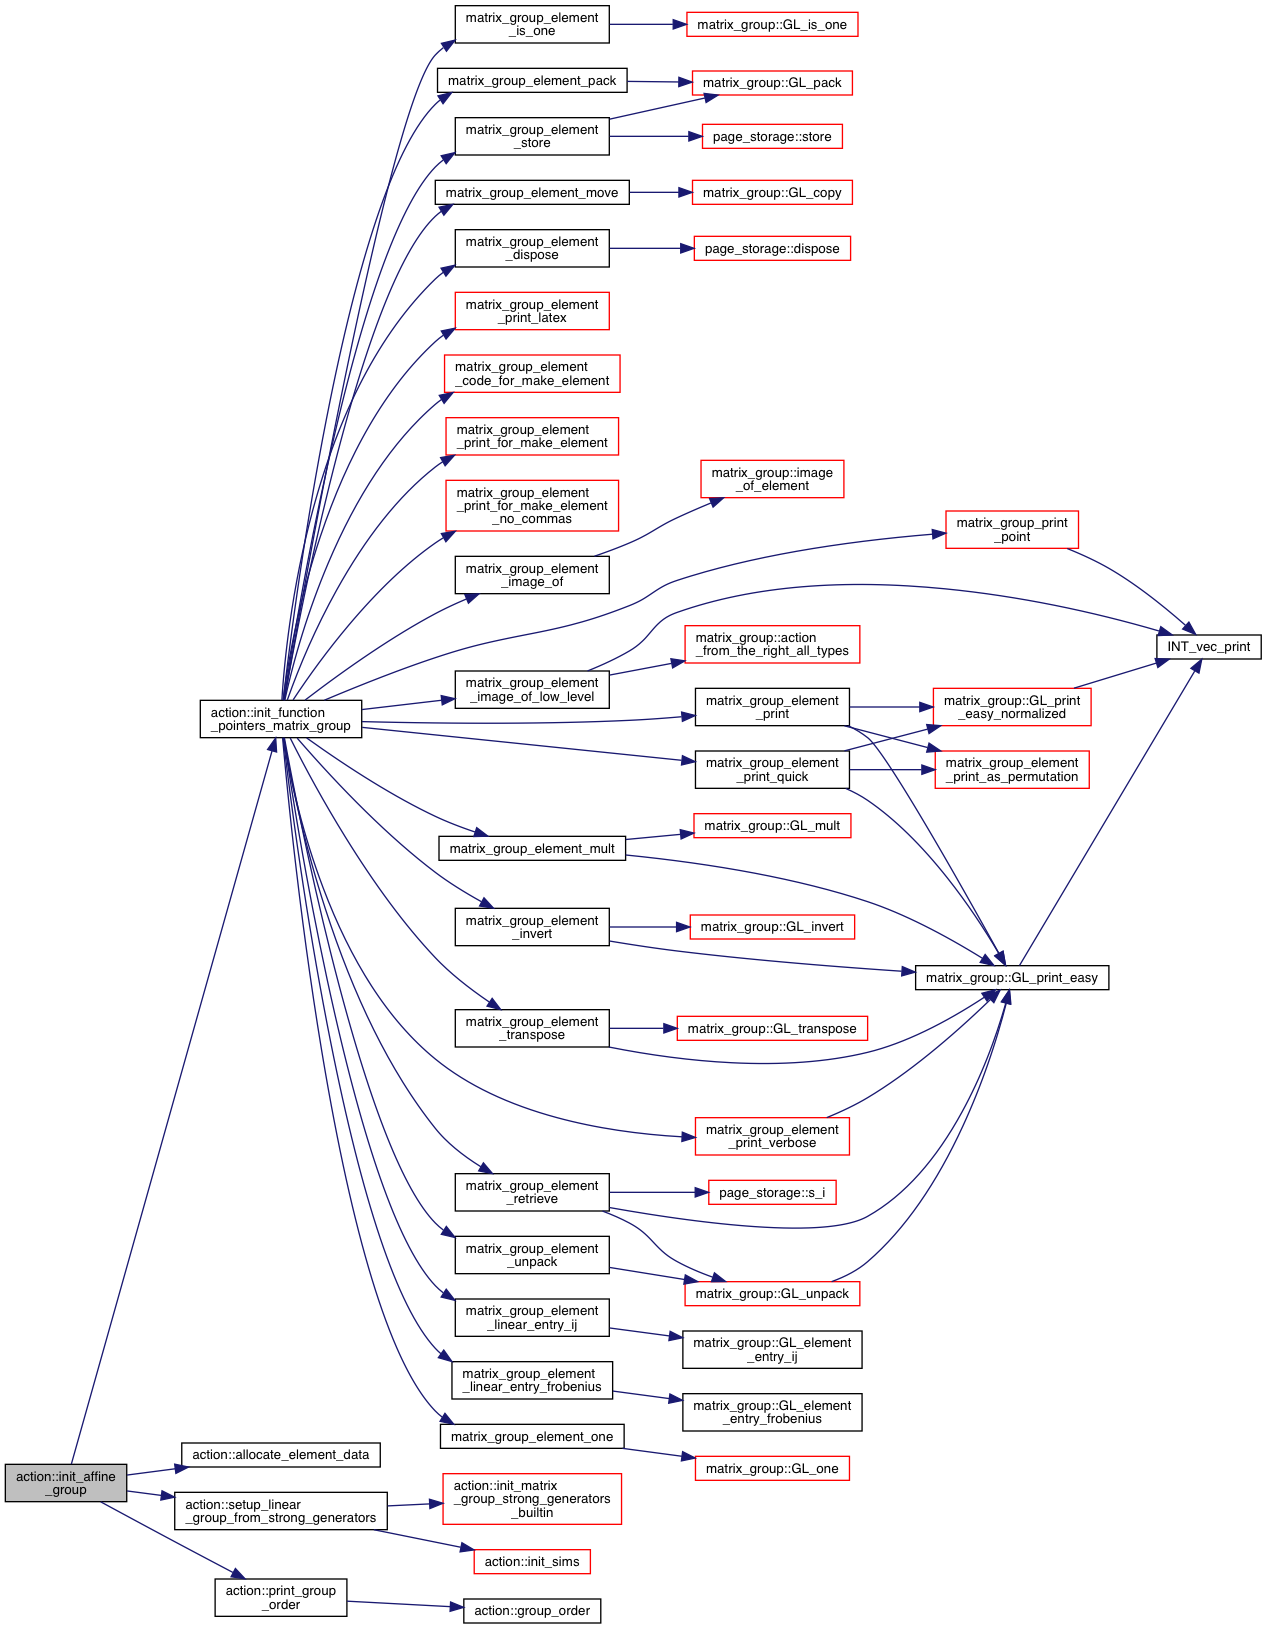 matrix_group_element
_is_one
matrix_group::GL_is_one
matrix_group_element_pack
matrix_group::GL_pack
matrix_group_element
_store
page_storage::store
matrix_group_element_move
matrix_group::GL_copy
matrix_group_element
_dispose
page_storage::dispose
matrix_group_element
_print_latex
matrix_group_element
_code_for_make_element
matrix_group_element
_print_for_make_element
matrix_group_element
_print_for_make_element
_no_commas
matrix_group::image
_of_element
matrix_group_print
_point
matrix_group_element
_image_of
matrix_group::action
_from_the_right_all_types
INT_vec_print
matrix_group_element
_image_of_low_level
action::init_function
_pointers_matrix_group
matrix_group_element
_print
matrix_group::GL_print
_easy_normalized
matrix_group_element
_print_quick
matrix_group_element
_print_as_permutation
matrix_group::GL_mult
matrix_group_element_mult
matrix_group_element
_invert
matrix_group::GL_invert
matrix_group::GL_print_easy
matrix_group_element
_transpose
matrix_group::GL_transpose
matrix_group_element
_print_verbose
matrix_group_element
_retrieve
page_storage::s_i
matrix_group_element
_unpack
matrix_group::GL_unpack
matrix_group_element
_linear_entry_ij
matrix_group::GL_element
_entry_ij
matrix_group_element
_linear_entry_frobenius
matrix_group::GL_element
_entry_frobenius
matrix_group_element_one
matrix_group::GL_one
action::allocate_element_data
action::init_affine
_group
action::init_matrix
_group_strong_generators
_builtin
action::setup_linear
_group_from_strong_generators
action::init_sims
action::print_group
_order
action::group_order